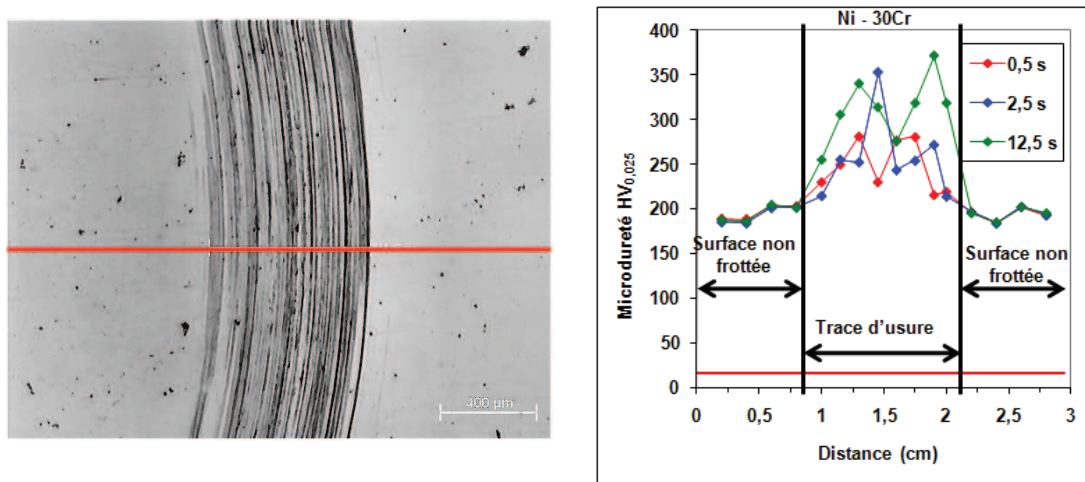 400 µm
Ni - 30Cr
Microdureté HV0,025
400
350
300
250
200
150
100
50
0
0,5 s
2,5 s
12,5 s
Surface non
frottée
Surface non
frottée
Trace d'usure
0 0,5 1 1,5 2 2,5 3
Distance (cm)